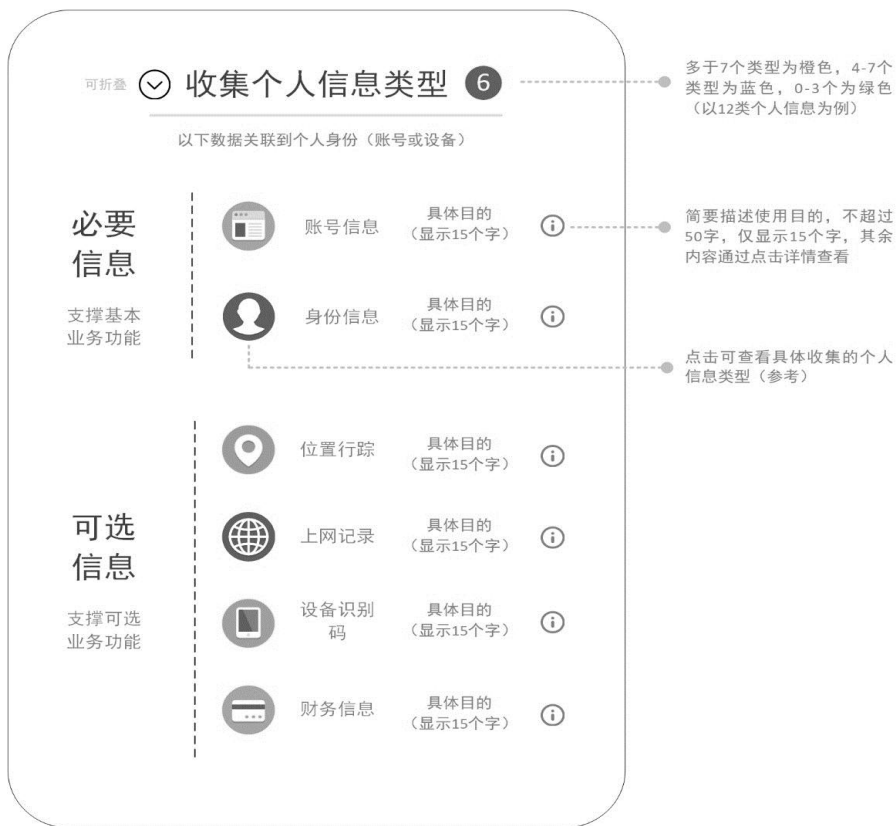 可折叠
收集个人信息类型 6
多于7个类型为橙色，4-7个
类型为蓝色，0-3个为绿色
（以12类个人信息为例）
以下数据关联到个人身份（账号或设备）
必要
信息
支撑基本
业务功能
账号信息
具体目的
（显示15个字）
简要描述使用目的，不超过
50字，仅显示15个字，其余
内容通过点击详情查看
身份信息
具体目的
（显示15个字）
点击可查看具体收集的个人
信息类型（参考）
可选
信息
支撑可选
业务功能
位置行踪
具体目的
（显示15个字）
上网记录
具体目的
（显示15个字）
设备识别
码
具体目的
（显示15个字）
财务信息
具体目的
（显示15个字）